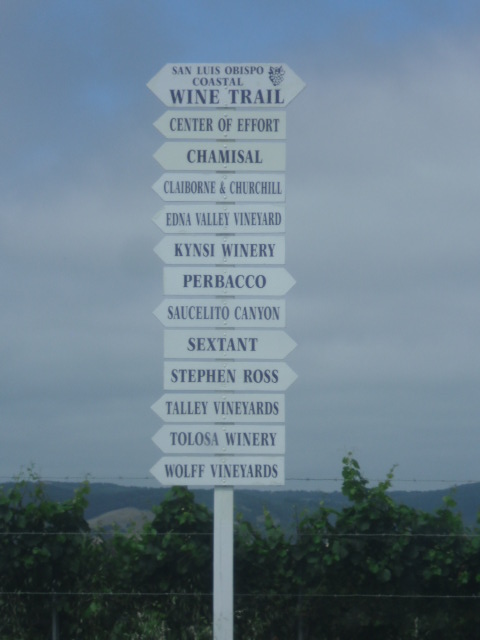 SAN LUIS OBISPO
COASTAL
WINE TRAIL
CENTER OF EFFORT
CHAMISAL
CLAIBORNE & CHURCHILL
EDNA VALLEY VINEYARD
KYNSI WINERY
PERBACCO
SAUCELITO CANYON
SEXTANT
STEPHEN ROSS
TALLEY VINEYARDS
TOLOSA WINERY
WOLFF VINEYARDS